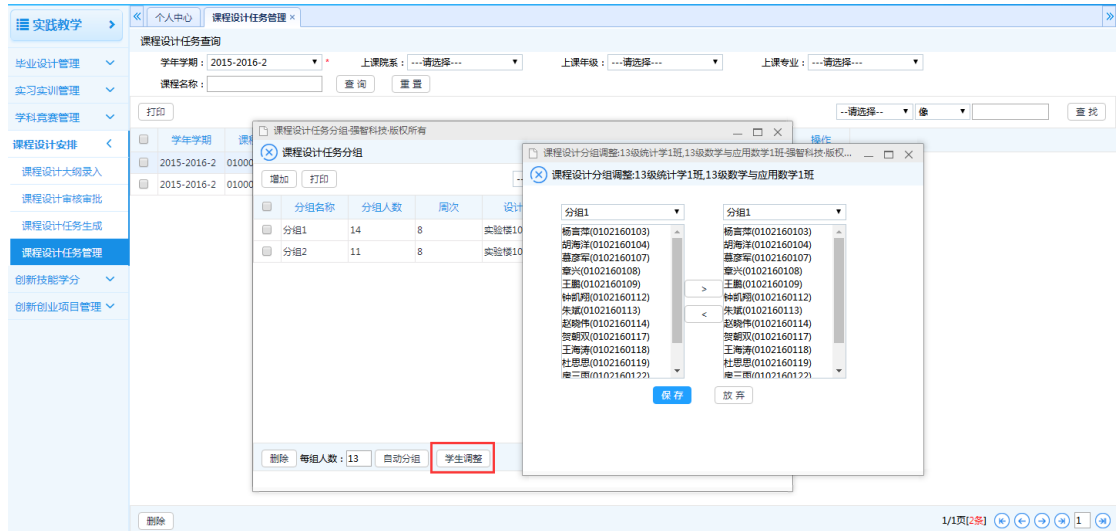 实践教学
毕业设计管理
实习实训管理
学科竞赛管理
课程设计安排
课程设计大纲录入
课程设计审核审批
课程设计任务生成
课程设计任务管理
创新技能学分
创新创业项目管理
个人中心 课程设计任务管理 ×
课程设计任务查询
学年学期： 2015-2016-2 * 上课院系： ---请选择--- 上课年级： ---请选择--- 上课专业： ---请选择---
课程名称： 查 询 重 置
打印 --请选择-- 像 查 找
学年学期 操作
2015-2016-2 01000
2015-2016-2 01000
课程设计任务分组-强智科技·版权所有
课程设计任务分组
增加 打印
分组名称 分组人数 周次 设计
分组1 14 8 实验楼10
分组2 11 8 实验楼10
删除 每组人数： 13 自动分组 学生调整
课程设计分组调整:13级统计学1班,13级数学与应用数学1班-强智科技·版权...
课程设计分组调整:13级统计学1班,13级数学与应用数学1班
分组1 分组1
杨言萍(0102160103) 杨言萍(0102160103)
胡海洋(0102160104) 胡海洋(0102160104)
慕彦军(0102160107) 慕彦军(0102160107)
章兴(0102160108) 章兴(0102160108)
王鹏(0102160109) 王鹏(0102160109)
钟凯翔(0102160112) 钟凯翔(0102160112)
朱斌(0102160113) 朱斌(0102160113)
赵晓伟(0102160114) 赵晓伟(0102160114)
贺朝双(0102160117) 贺朝双(0102160117)
王海涛(0102160118) 王海涛(0102160118)
杜思思(0102160119) 杜思思(0102160119)
(0102160122) (0102160122)
>
<
保 存 放 弃
删除 1/1页[2条] 1